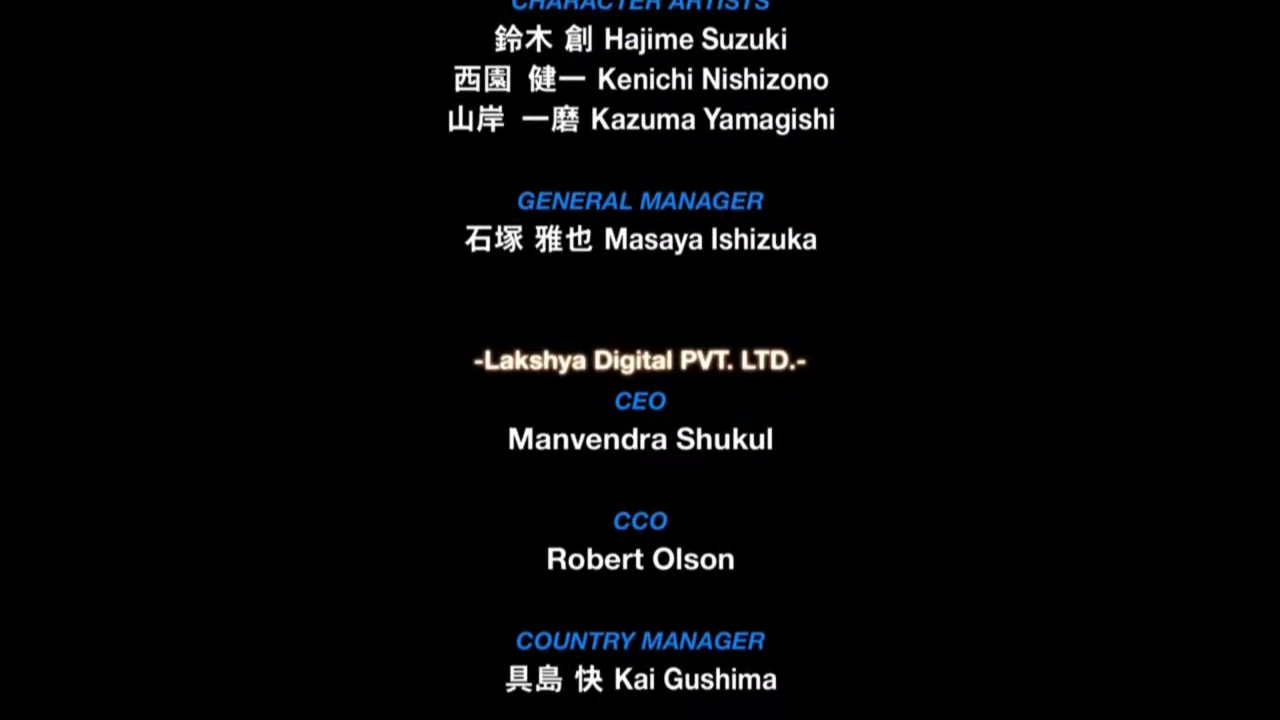 CHARACTER ARTISTS
鈴木 創 Hajime Suzuki
西園 健一 Kenichi Nishizono
山岸 一磨 Kazuma Yamagishi
GENERAL MANAGER
石塚 雅也 Masaya Ishizuka
-Lakshya Digital PVT. LTD.-
CEO
Manvendra Shukul
CCO
Robert Olson
COUNTRY MANAGER
具島 快 Kai Gushima